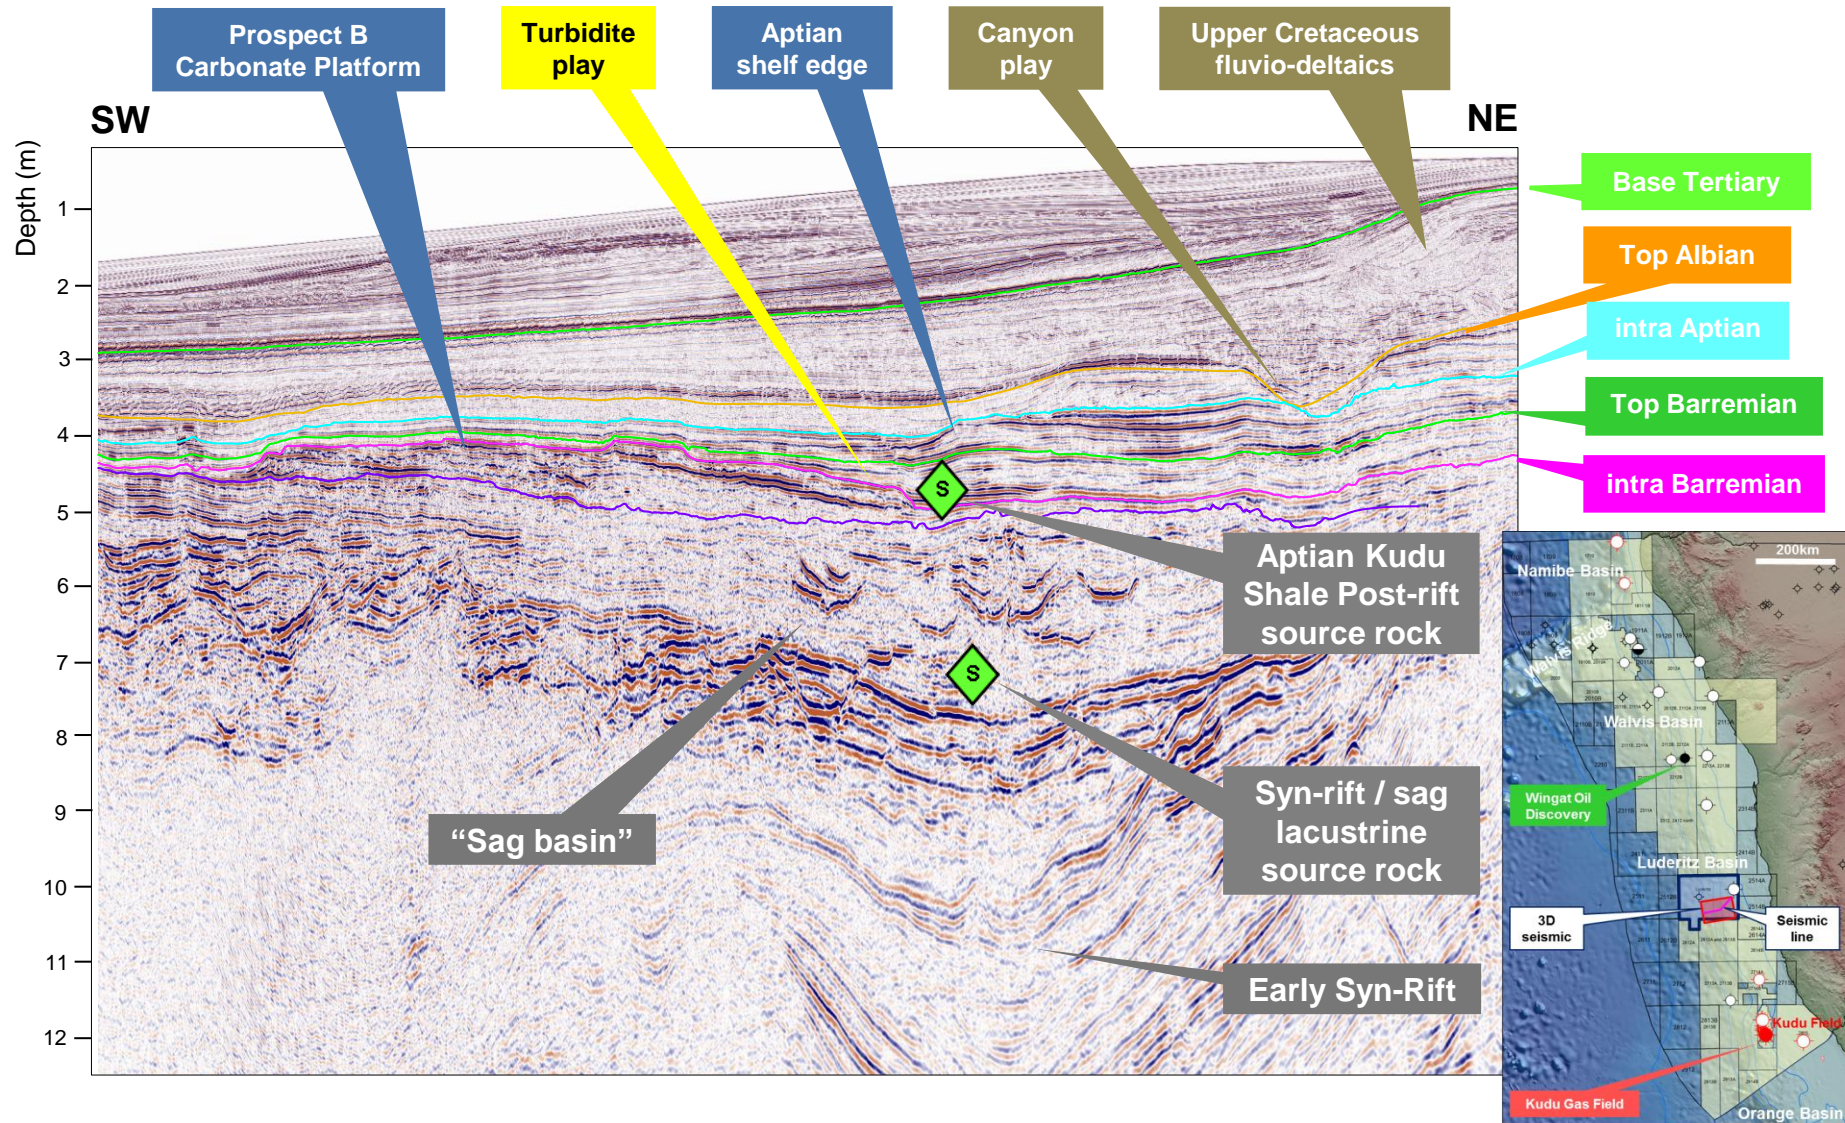 Prospect B
Carbonate Platform
Turbidite
play
Aptian
shelf edge
Canyon
play
Upper Cretaceous
fluvio-deltaics
SW
NE
Depth (m)
1
2
3
4
5
6
7
8
9
10
11
12
Base Tertiary
Top Albian
intra Aptian
Top Barremian
intra Barremian
S
Aptian Kudu
Shale Post-rift
source rock
S
Syn-rift / sag
lacustrine
source rock
“Sag basin”
Early Syn-Rift
200km
Namibe Basin
Walvis Ridge
Walvis Basin
Wingat Oil
Discovery
Luderitz Basin
3D
seismic
Seismic
line
Kudu Field
Kudu Gas Field
Orange Basin